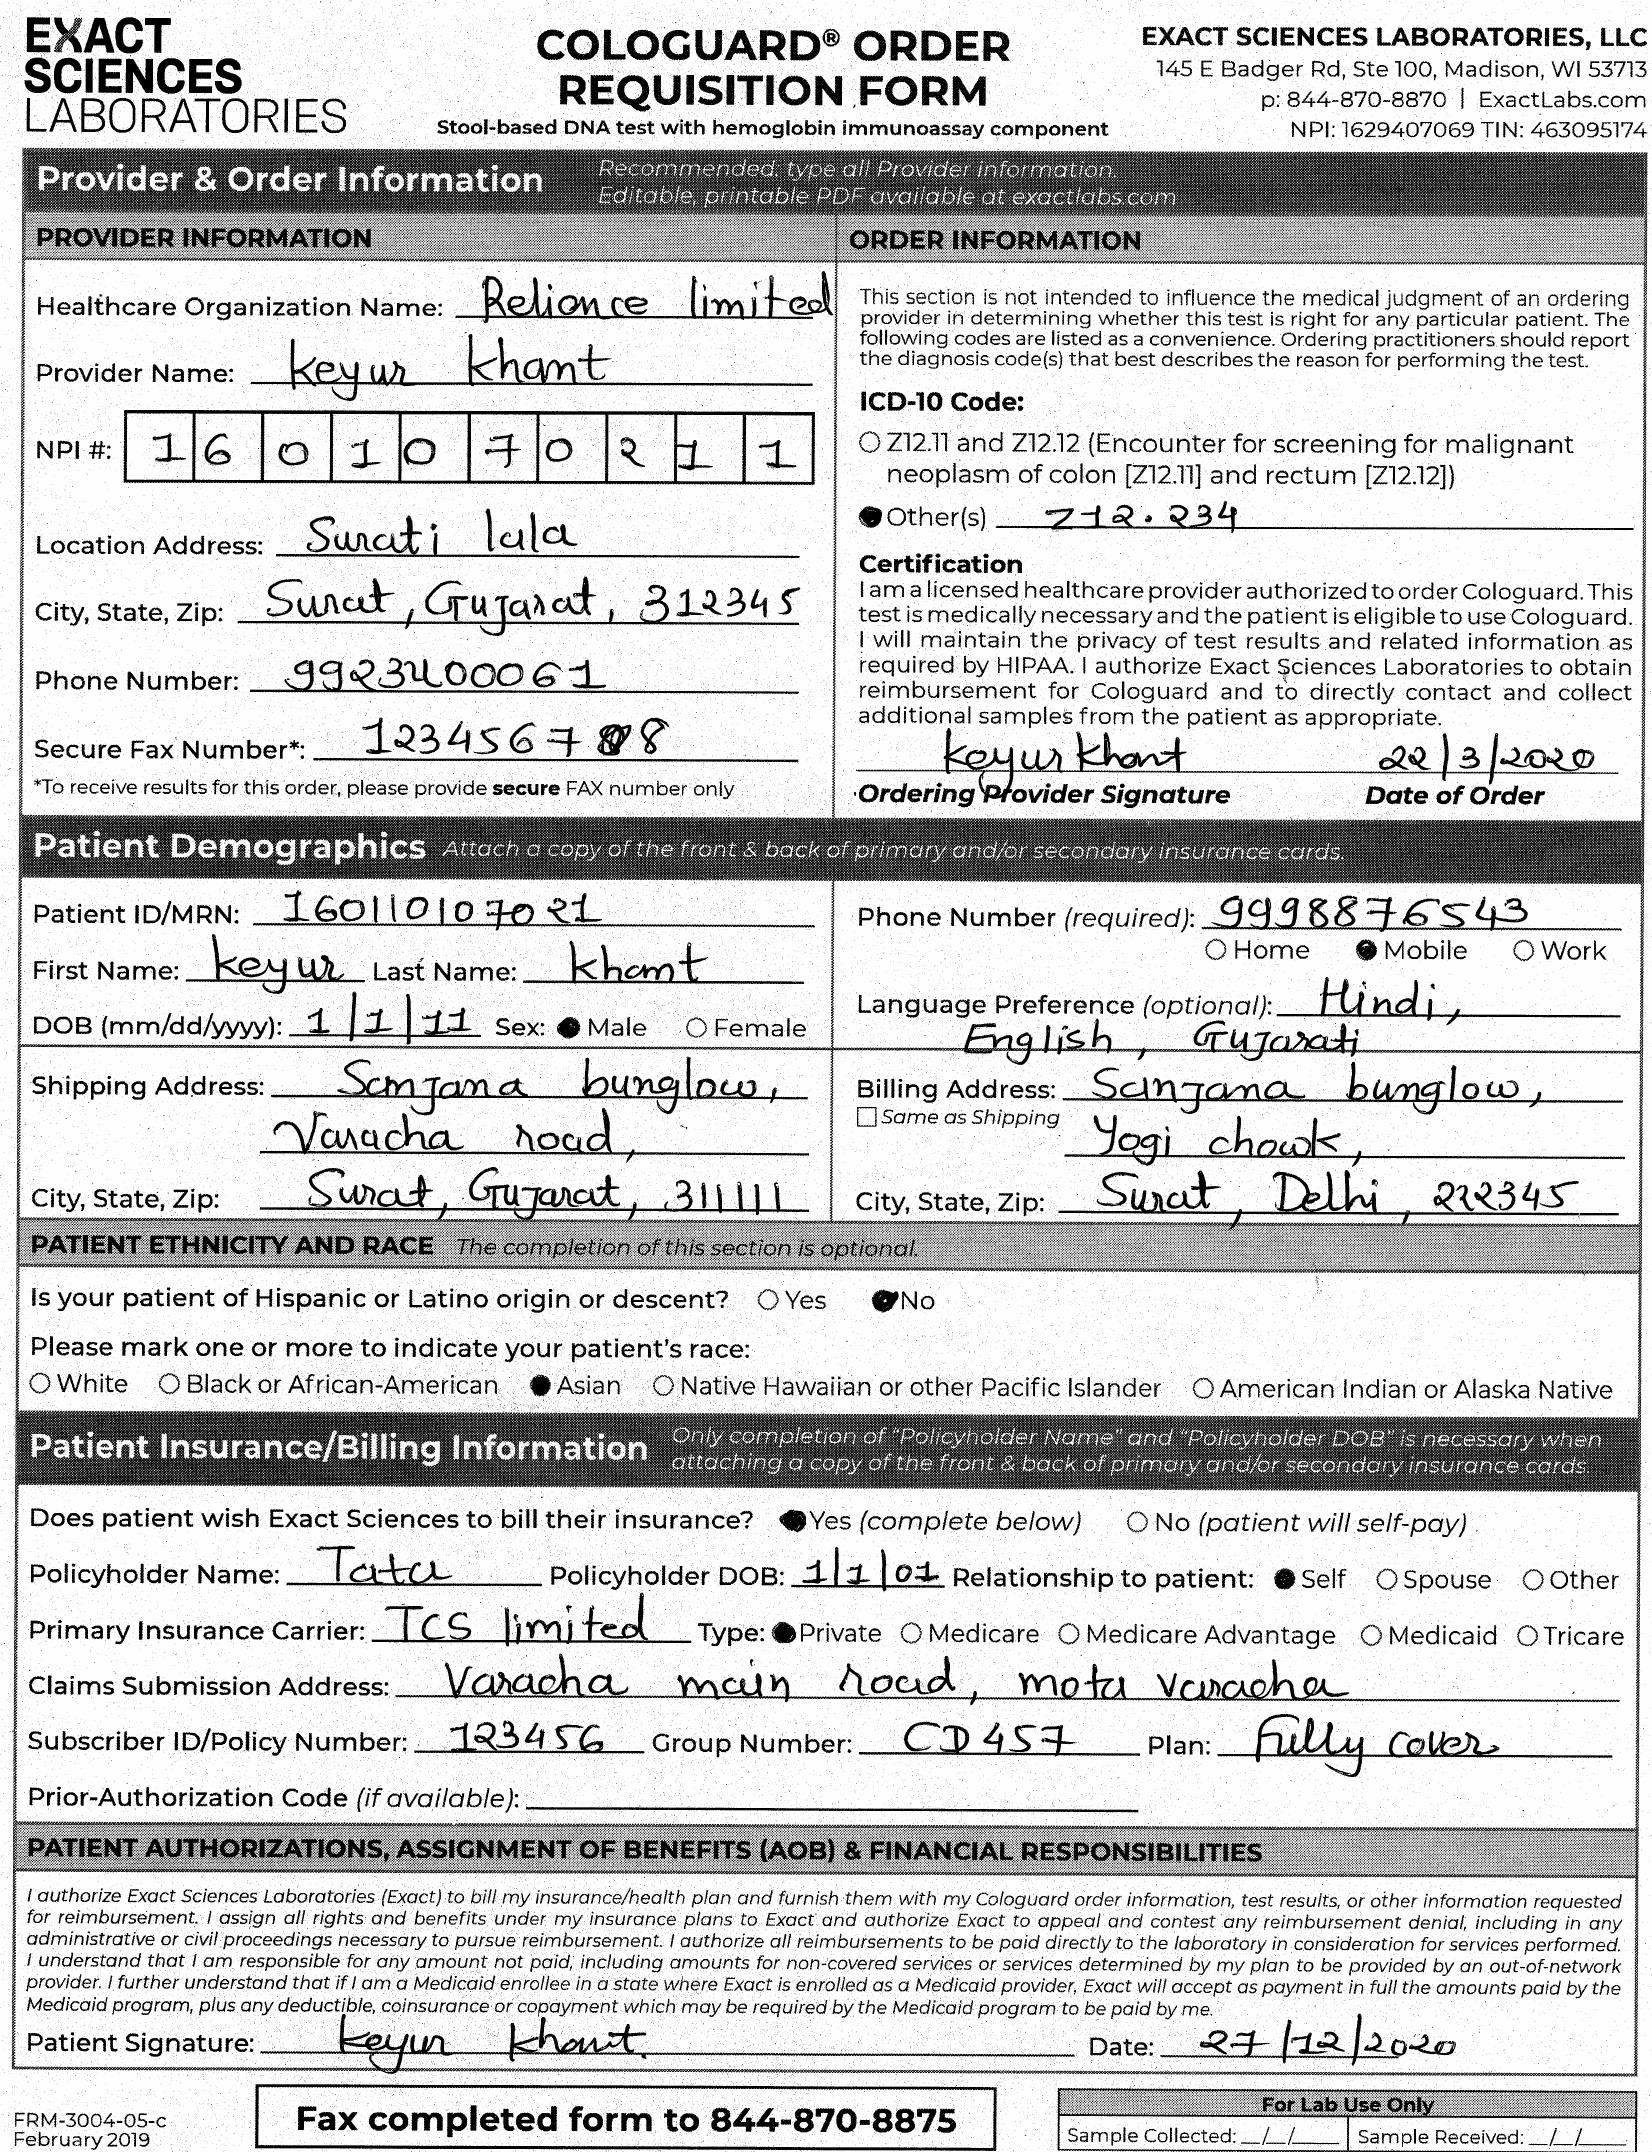 EXACT
SCIENCES
LABORATORIES
COLOGUARD® ORDER
REQUISITION FORM
Stool-based DNA test with hemoglobin immunoassay component
EXACT SCIENCES LABORATORIES, LLC
145 E Badger Rd, Ste 100, Madison, WI 53713
p: 844-870-8870 | ExactLabs.com
NPI: 1629407069 TIN: 463095174
Provider & Order Information
Recommended: type all Provider information.
Editable, printable PDF available at exactlabs.com
PROVIDER INFORMATION
Healthcare Organization Name: Reliance limited
Provider Name: Keyur Khant
NPI #: 1 6 0 1 0 7 0 2 1 1
Location Address: Surati lala
City, State, Zip: Surat, Gujarat, 312345
Phone Number: 9923400061
Secure Fax Number*: 1234567 8
*To receive results for this order, please provide secure FAX number only
ORDER INFORMATION
This section is not intended to influence the medical judgment of an ordering
provider in determining whether this test is right for any particular patient. The
following codes are listed as a convenience. Ordering practitioners should report
the diagnosis code(s) that best describes the reason for performing the test.
ICD-10 Code:
Z12.11 and Z12.12 (Encounter for screening for malignant
neoplasm of colon [Z12.11] and rectum [Z12.12])
Other(s) Z12.234
Certification
I am a licensed healthcare provider authorized to order Cologuard. This
test is medically necessary and the patient is eligible to use Cologuard.
I will maintain the privacy of test results and related information as
required by HIPAA. I authorize Exact Sciences Laboratories to obtain
reimbursement for Cologuard and to directly contact and collect
additional samples from the patient as appropriate.
Keyur Khant 22/3/2020
Ordering Provider Signature Date of Order
Patient Demographics Attach a copy of the front & back of primary and/or secondary insurance cards.
Patient ID/MRN: 160110107021
First Name: Keyur Last Name: Khant
DOB (mm/dd/yyyy): 1/1/11 Sex: Male Female
Phone Number (required): 9998876543
Home Mobile Work
Language Preference (optional): Hindi,
English, Gujarati
Shipping Address: Sanjana bunglow,
Varacha road,
City, State, Zip: Surat, Gujarat, 311111
Billing Address: Sanjana bunglow,
Same as Shipping Yogi chowk,
City, State, Zip: Surat, Delhi, 212345
PATIENT ETHNICITY AND RACE The completion of this section is optional.
Is your patient of Hispanic or Latino origin or descent? Yes No
Please mark one or more to indicate your patient's race:
White Black or African-American Asian Native Hawaiian or other Pacific Islander American Indian or Alaska Native
Patient Insurance/Billing Information
Only completion of "Policyholder Name" and "Policyholder DOB" is necessary when
attaching a copy of the front & back of primary and/or secondary insurance cards.
Does patient wish Exact Sciences to bill their insurance? Yes (complete below) No (patient will self-pay)
Policyholder Name: Tata Policyholder DOB: 1/1/01 Relationship to patient: Self Spouse Other
Primary Insurance Carrier: TCS limited Type: Private Medicare Medicare Advantage Medicaid Tricare
Claims Submission Address: Varacha main road, mota varacha
Subscriber ID/Policy Number: 123456 Group Number: CD457 Plan: Fully cover
Prior-Authorization Code (if available):
PATIENT AUTHORIZATIONS, ASSIGNMENT OF BENEFITS (AOB) & FINANCIAL RESPONSIBILITIES
I authorize Exact Sciences Laboratories (Exact) to bill my insurance/health plan and furnish them with my Cologuard order information, test results, or other information requested
for reimbursement. I assign all rights and benefits under my insurance plans to Exact and authorize Exact to appeal and contest any reimbursement denial, including in any
administrative or civil proceedings necessary to pursue reimbursement. I authorize all reimbursements to be paid directly to the laboratory in consideration for services performed.
I understand that I am responsible for any amount not paid, including amounts for non-covered services or services determined by my plan to be provided by an out-of-network
provider. I further understand that if I am a Medicaid enrollee in a state where Exact is enrolled as a Medicaid provider, Exact will accept as payment in full the amounts paid by the
Medicaid program, plus any deductible, coinsurance or copayment which may be required by the Medicaid program to be paid by me.
Patient Signature: Keyur Khant. Date: 27/12/2020
FRM-3004-05-c
February 2019
Fax completed form to 844-870-8875
For Lab Use Only
Sample Collected: __/__/____ Sample Received: __/__/____